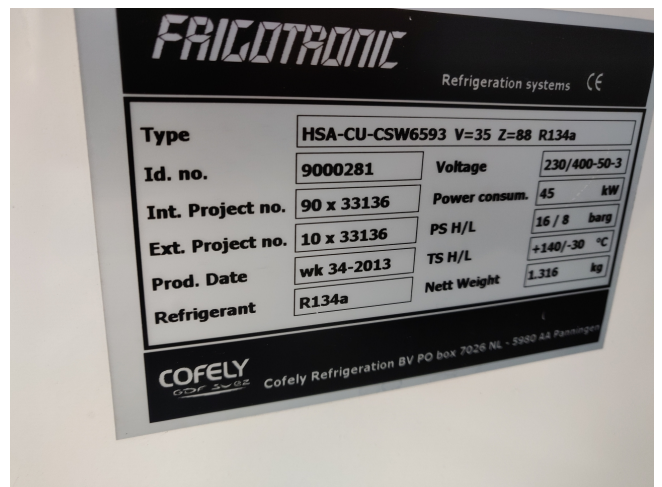 FRIGOTRONIC
Refrigeration systems CE
Type HSA-CU-CSW6593 V=35 Z=88 R134a
Id. no. 9000281 Voltage 230/400-50-3
Int. Project no. 90 x 33136 Power consum. 45 kW
Ext. Project no. 10 x 33136 PS H/L 16 / 8 barg
Prod. Date wk 34-2013 TS H/L +140/-30 °C
Refrigerant R134a Nett Weight 1.316 kg
COFELY
GDF SUEZ
Cofely Refrigeration BV PO box 7026 NL - 5980 AA Panningen